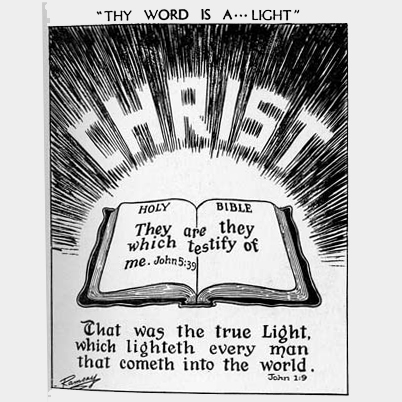 "THY WORD IS A... LIGHT"
CHRIST
HOLY BIBLE
They are they
which testify of
me. John 5:39
That was the true Light,
which lighteth every man
that cometh into the world.
John 1:9
Ramsay